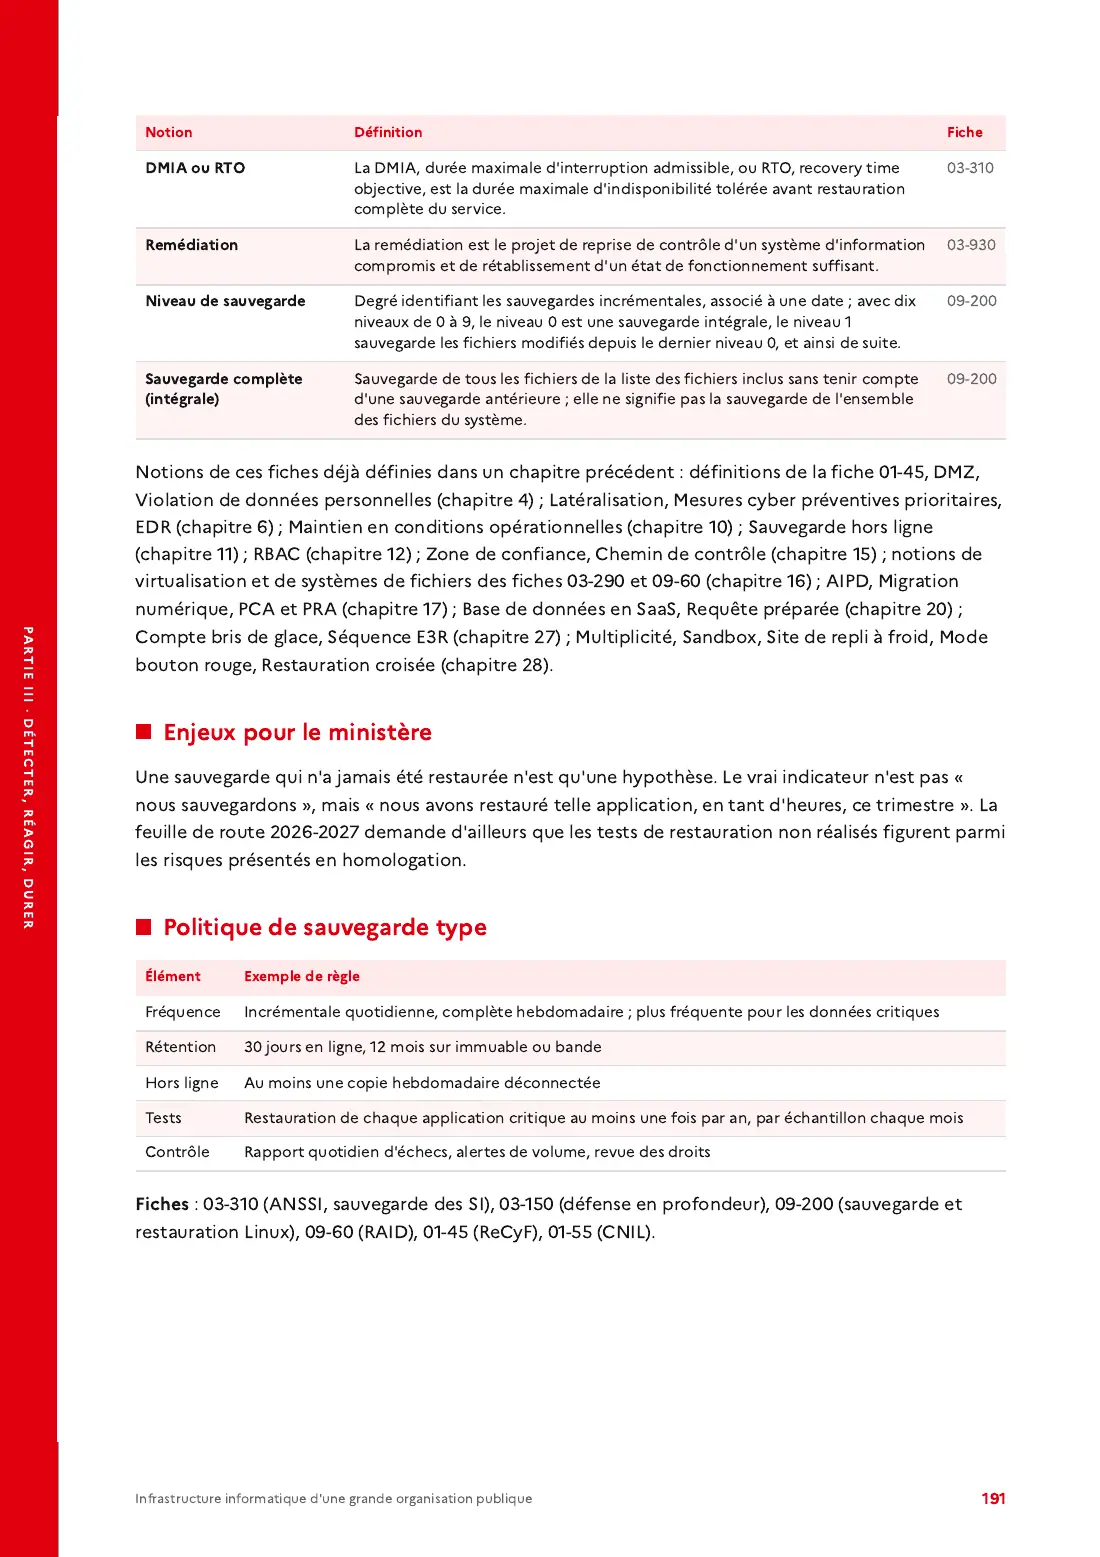 PARTIE III · DÉTECTER, RÉAGIR, DURER
Notion Définition Fiche
DMIA ou RTO La DMIA, durée maximale d'interruption admissible, ou RTO, recovery time 03-310
objective, est la durée maximale d'indisponibilité tolérée avant restauration
complète du service.
Remédiation La remédiation est le projet de reprise de contrôle d'un système d'information 03-930
compromis et de rétablissement d'un état de fonctionnement suffisant.
Niveau de sauvegarde Degré identifiant les sauvegardes incrémentales, associé à une date ; avec dix 09-200
niveaux de 0 à 9, le niveau 0 est une sauvegarde intégrale, le niveau 1
sauvegarde les fichiers modifiés depuis le dernier niveau 0, et ainsi de suite.
Sauvegarde complète Sauvegarde de tous les fichiers de la liste des fichiers inclus sans tenir compte 09-200
(intégrale) d'une sauvegarde antérieure ; elle ne signifie pas la sauvegarde de l'ensemble
des fichiers du système.
Notions de ces fiches déjà définies dans un chapitre précédent : définitions de la fiche 01-45, DMZ,
Violation de données personnelles (chapitre 4) ; Latéralisation, Mesures cyber préventives prioritaires,
EDR (chapitre 6) ; Maintien en conditions opérationnelles (chapitre 10) ; Sauvegarde hors ligne
(chapitre 11) ; RBAC (chapitre 12) ; Zone de confiance, Chemin de contrôle (chapitre 15) ; notions de
virtualisation et de systèmes de fichiers des fiches 03-290 et 09-60 (chapitre 16) ; AIPD, Migration
numérique, PCA et PRA (chapitre 17) ; Base de données en SaaS, Requête préparée (chapitre 20) ;
Compte bris de glace, Séquence E3R (chapitre 27) ; Multiplicité, Sandbox, Site de repli à froid, Mode
bouton rouge, Restauration croisée (chapitre 28).
Enjeux pour le ministère
Une sauvegarde qui n'a jamais été restaurée n'est qu'une hypothèse. Le vrai indicateur n'est pas «
nous sauvegardons », mais « nous avons restauré telle application, en tant d'heures, ce trimestre ». La
feuille de route 2026-2027 demande d'ailleurs que les tests de restauration non réalisés figurent parmi
les risques présentés en homologation.
Politique de sauvegarde type
Élément Exemple de règle
Fréquence Incrémentale quotidienne, complète hebdomadaire ; plus fréquente pour les données critiques
Rétention 30 jours en ligne, 12 mois sur immuable ou bande
Hors ligne Au moins une copie hebdomadaire déconnectée
Tests Restauration de chaque application critique au moins une fois par an, par échantillon chaque mois
Contrôle Rapport quotidien d'échecs, alertes de volume, revue des droits
Fiches : 03-310 (ANSSI, sauvegarde des SI), 03-150 (défense en profondeur), 09-200 (sauvegarde et
restauration Linux), 09-60 (RAID), 01-45 (ReCyF), 01-55 (CNIL).
Infrastructure informatique d'une grande organisation publique 191